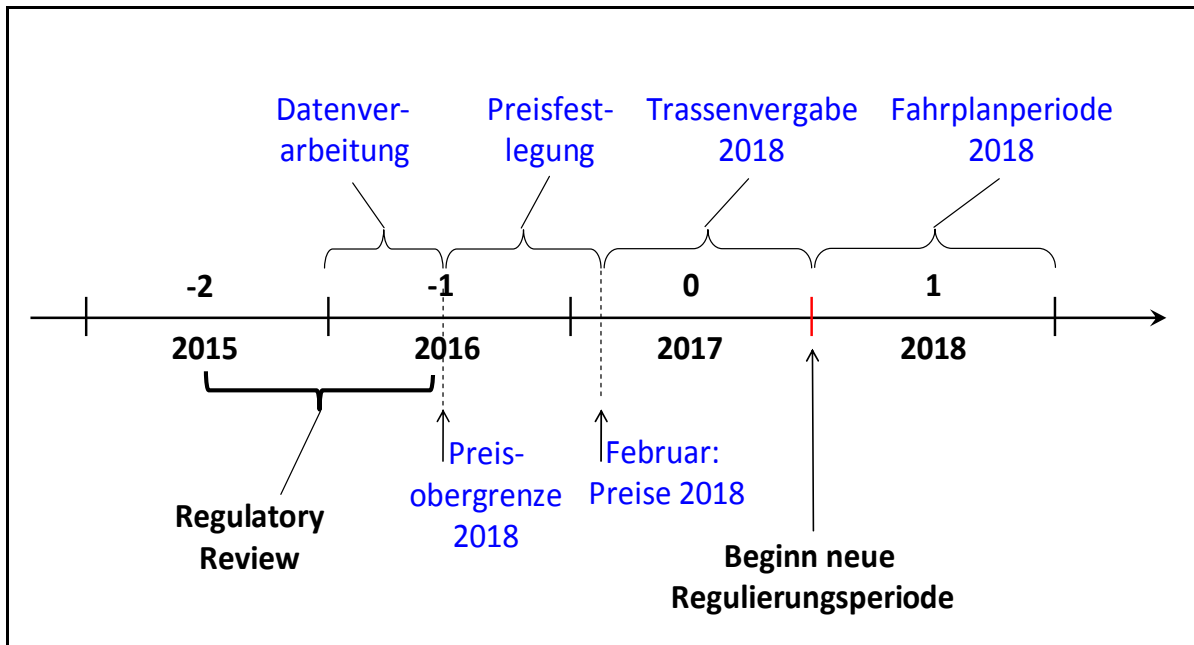 Datenver-
arbeitung
Preisfest-
legung
Trassenvergabe
2018
Fahrplanperiode
2018
-2
-1
0
1
2015
2016
2017
2018
Regulatory
Review
Preis-
obergrenze
2018
Februar:
Preise 2018
Beginn neue
Regulierungsperiode